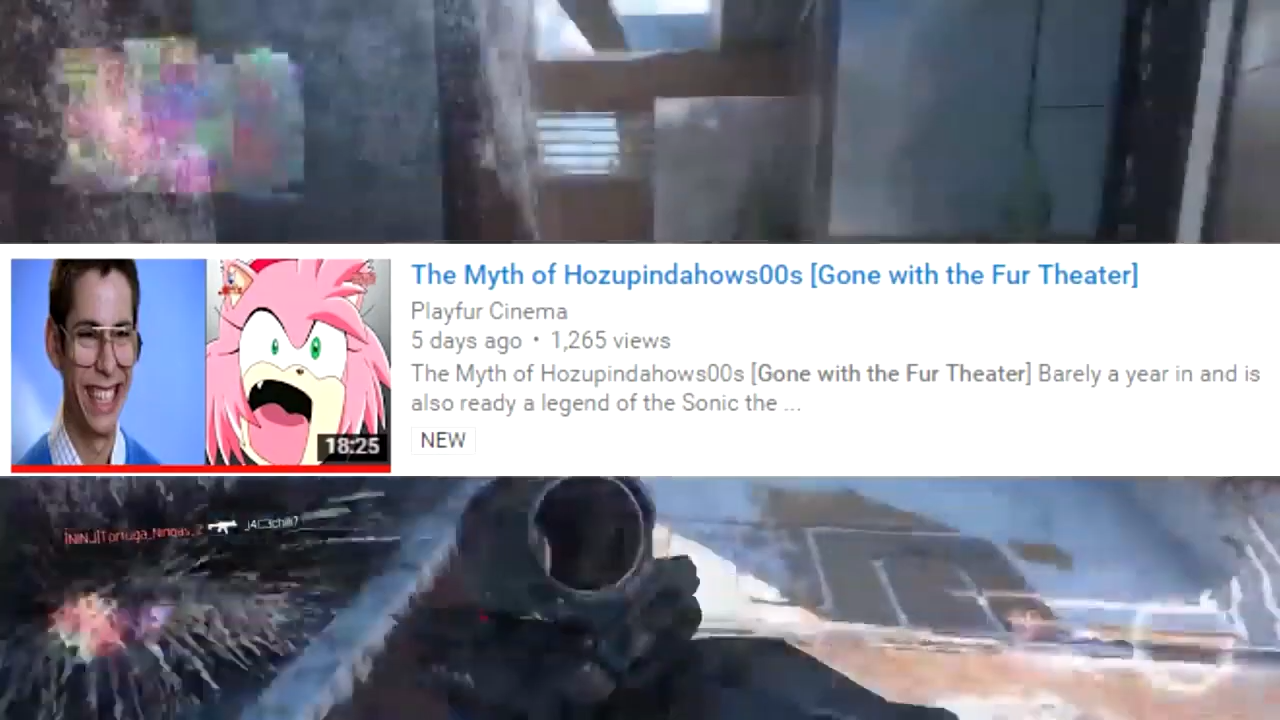 The Myth of Hozupindahows00s [Gone with the Fur Theater]
Playfur Cinema
5 days ago • 1,265 views
The Myth of Hozupindahows00s [Gone with the Fur Theater] Barely a year in and is
also ready a legend of the Sonic the ...
18:25
NEW